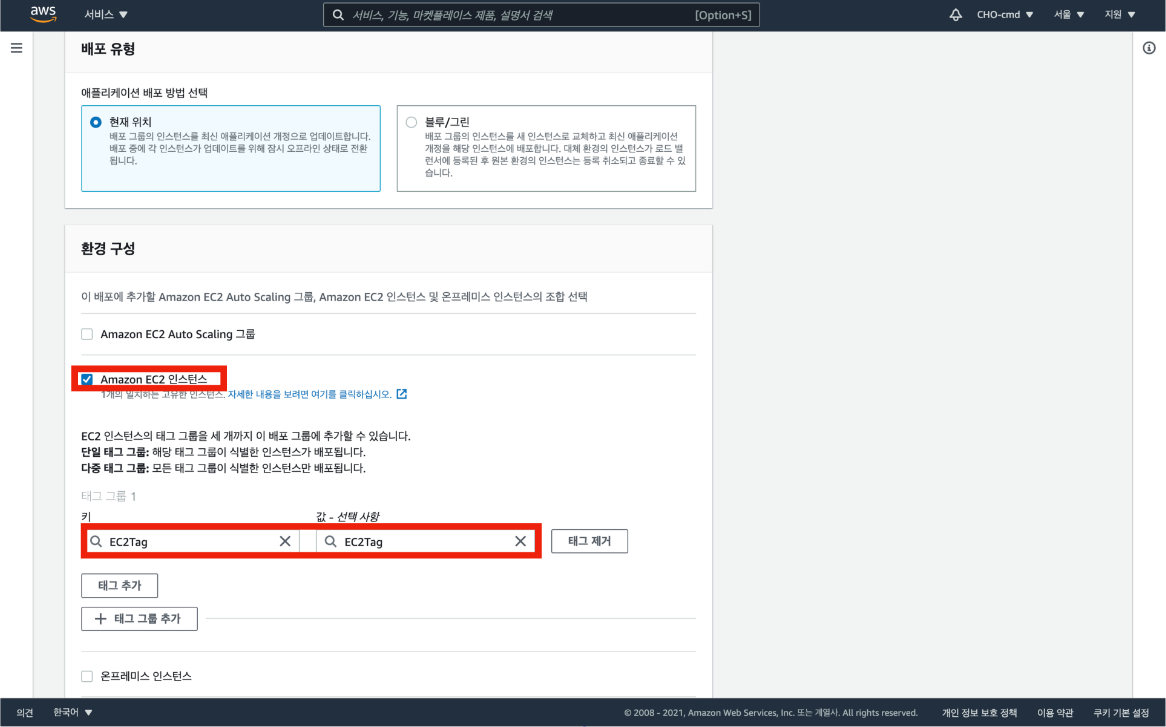 aws 서비스 ▼ 서비스, 기능, 마켓플레이스 제품, 설명서 검색 [Option+S] CHO-cmd ▼ 서울 ▼ 지원 ▼
배포 유형
애플리케이션 배포 방법 선택
현재 위치
배포 그룹의 인스턴스를 최신 애플리케이션 개정으로 업데이트합니다.
배포 중에 각 인스턴스가 업데이트를 위해 잠시 오프라인 상태로 전환
됩니다.
블루/그린
배포 그룹의 인스턴스를 새 인스턴스로 교체하고 최신 애플리케이션
개정을 해당 인스턴스에 배포합니다. 대체 환경의 인스턴스가 로드 밸
런서에 등록된 후 원본 환경의 인스턴스는 등록 취소되고 종료할 수 있
습니다.
환경 구성
이 배포에 추가할 Amazon EC2 Auto Scaling 그룹, Amazon EC2 인스턴스 및 온프레미스 인스턴스의 조합 선택
Amazon EC2 Auto Scaling 그룹
Amazon EC2 인스턴스
1개의 일치하는 고유한 인스턴스. 자세한 내용을 보려면 여기를 클릭하십시오.
EC2 인스턴스의 태그 그룹을 세 개까지 이 배포 그룹에 추가할 수 있습니다.
단일 태그 그룹: 해당 태그 그룹이 식별한 인스턴스가 배포됩니다.
다중 태그 그룹: 모든 태그 그룹이 식별한 인스턴스만 배포됩니다.
태그 그룹 1
키 값 - 선택 사항
EC2Tag EC2Tag 태그 제거
태그 추가
+ 태그 그룹 추가
온프레미스 인스턴스
의견 한국어 ▼ © 2008 - 2021, Amazon Web Services, Inc. 또는 계열사. All rights reserved. 개인 정보 보호 정책 이용 약관 쿠키 기본 설정